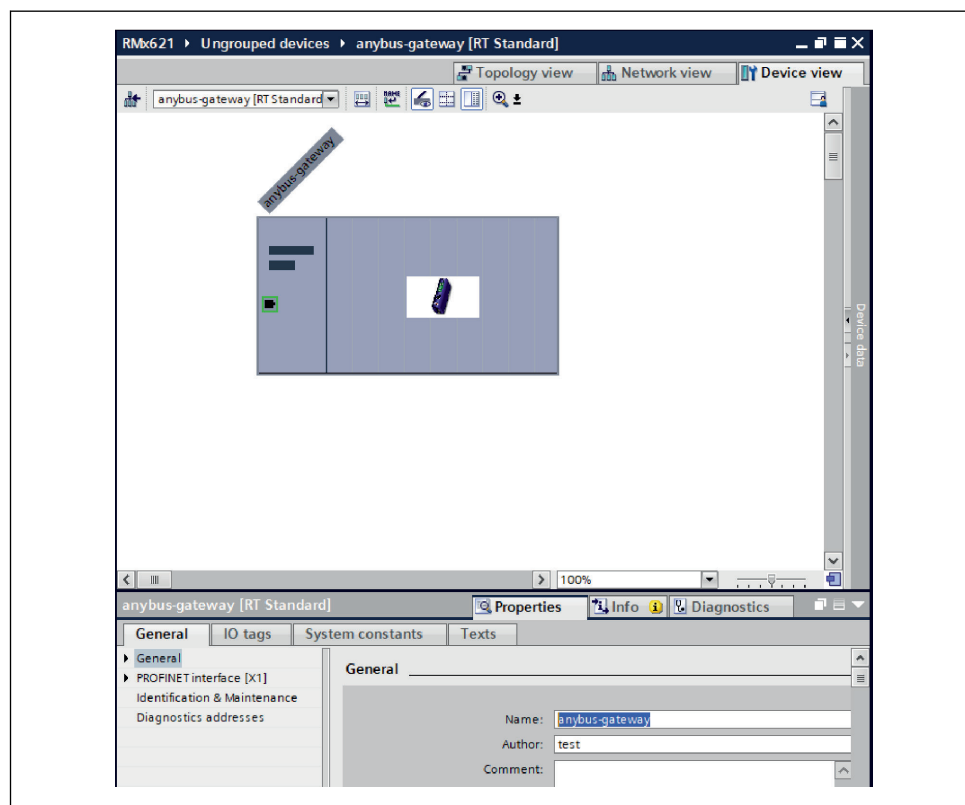 RMx621 ▸ Ungrouped devices ▸ anybus-gateway [RT Standard]
Topology view Network view Device view
anybus-gateway [RT Standard] NAME
anybus-gateway
Device data
100%
anybus-gateway [RT Standard] Properties Info Diagnostics
General IO tags System constants Texts
General
PROFINET interface [X1]
Identification & Maintenance
Diagnostics addresses
General
Name: anybus-gateway
Author: test
Comment: